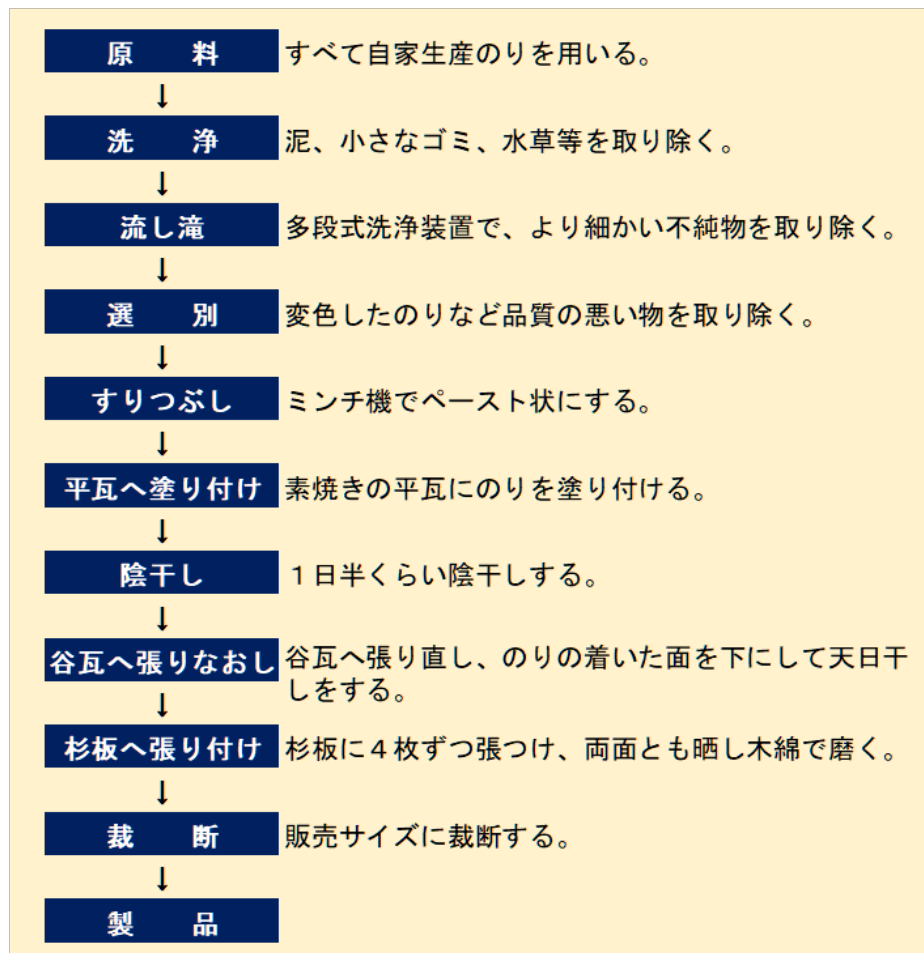 原　　料 すべて自家生産のりを用いる。
↓
洗　　浄 泥、小さなゴミ、水草等を取り除く。
↓
流し滝 多段式洗浄装置で、より細かい不純物を取り除く。
↓
選　　別 変色したのりなど品質の悪い物を取り除く。
↓
すりつぶし ミンチ機でペースト状にする。
↓
平瓦へ塗り付け 素焼きの平瓦にのりを塗り付ける。
↓
陰干し １日半くらい陰干しする。
↓
谷瓦へ張りなおし 谷瓦へ張り直し、のりの着いた面を下にして天日干
しをする。
↓
杉板へ張り付け 杉板に４枚ずつ張つけ、両面とも晒し木綿で磨く。
↓
裁　　断 販売サイズに裁断する。
↓
製　　品